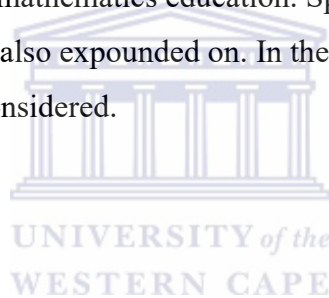 mathematics education. Sp
also expounded on. In the
nsidered.
UNIVERSITY of the
WESTERN CAPE